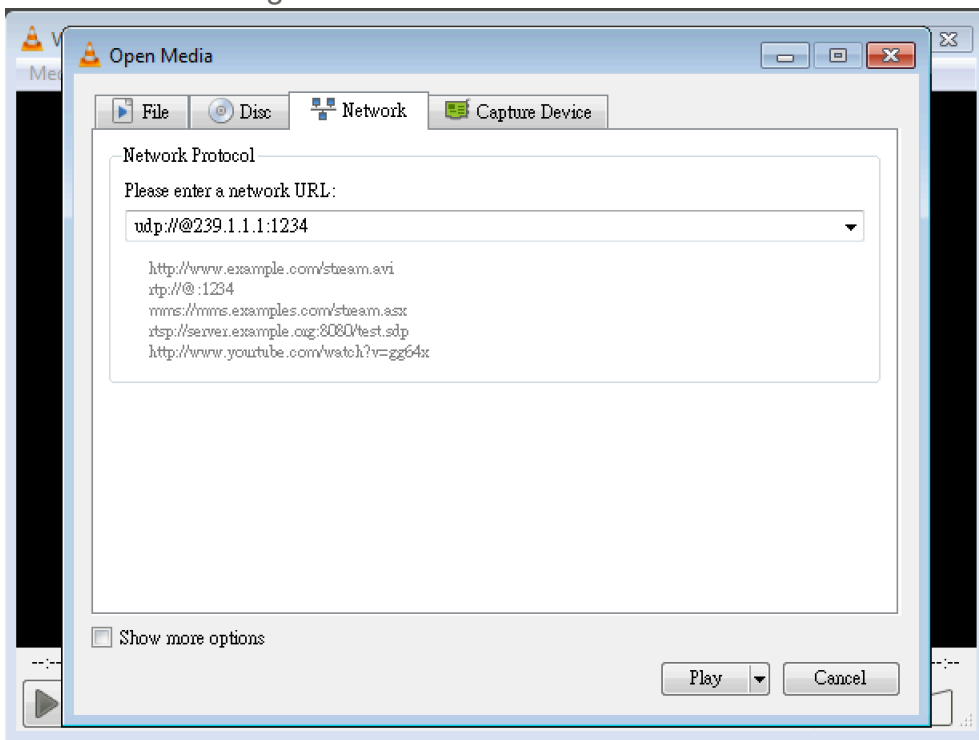 Open Media
Med
File
Disc
Network
Capture Device
Network Protocol
Please enter a network URL:
udp://@239.1.1.1:1234
http://www.example.com/stream.avi
rtp://@:1234
mms://mms.examples.com/stream.asx
rtsp://server.example.org:8080/test.sdp
http://www.yourtube.com/watch?v=gg64x
Show more options
--:--
--:--
Play
Cancel